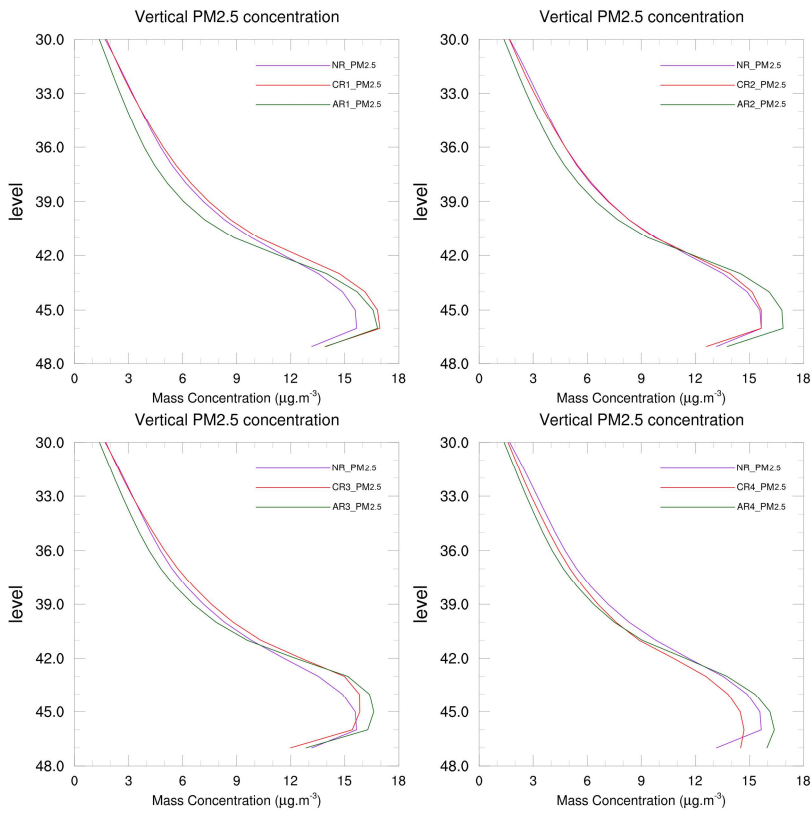 Vertical PM2.5 concentration
30.0
33.0
36.0
39.0
42.0
45.0
48.0
level
NR_PM2.5
CR1_PM2.5
AR1_PM2.5
0 3 6 9 12 15 18
Mass Concentration (μg.m⁻³)
Vertical PM2.5 concentration
30.0
33.0
36.0
39.0
42.0
45.0
48.0
level
NR_PM2.5
CR2_PM2.5
AR2_PM2.5
0 3 6 9 12 15 18
Mass Concentration (μg.m⁻³)
Vertical PM2.5 concentration
30.0
33.0
36.0
39.0
42.0
45.0
48.0
level
NR_PM2.5
CR3_PM2.5
AR3_PM2.5
0 3 6 9 12 15 18
Mass Concentration (μg.m⁻³)
Vertical PM2.5 concentration
30.0
33.0
36.0
39.0
42.0
45.0
48.0
level
NR_PM2.5
CR4_PM2.5
AR4_PM2.5
0 3 6 9 12 15 18
Mass Concentration (μg.m⁻³)